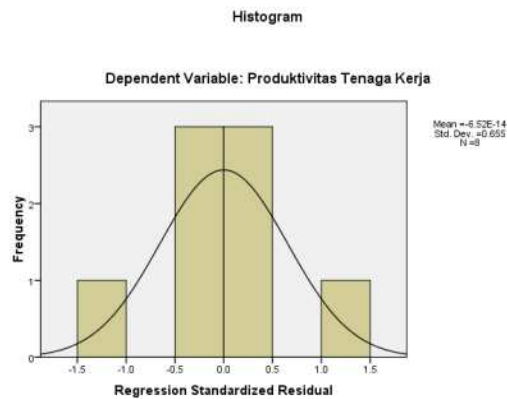 Histogram
Dependent Variable: Produktivitas Tenaga Kerja
Mean =-6.52E-14
Std. Dev. =0.655
N =8
Frequency
3
2
1
0
-1.5 -1.0 -0.5 0.0 0.5 1.0 1.5
Regression Standardized Residual